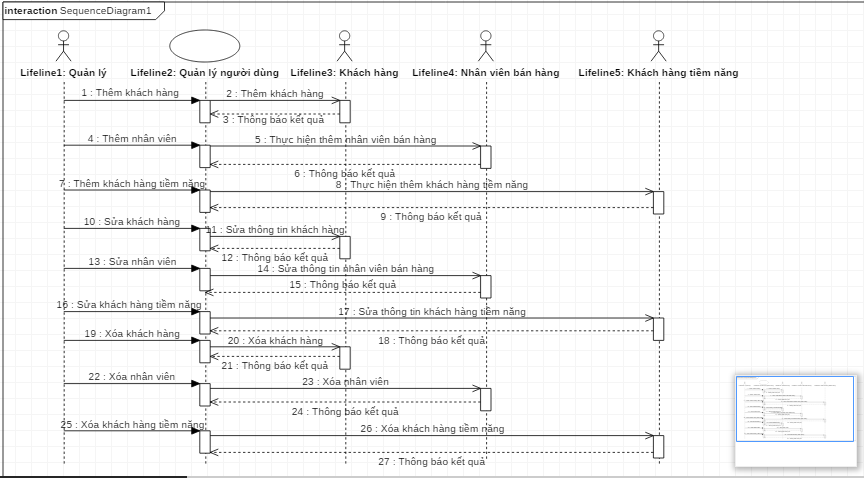 interaction SequenceDiagram1
Lifeline1: Quản lý
Lifeline2: Quản lý người dùng
Lifeline3: Khách hàng
Lifeline4: Nhân viên bán hàng
Lifeline5: Khách hàng tiềm năng
1 : Thêm khách hàng
2 : Thêm khách hàng
3 : Thông báo kết quả
4 : Thêm nhân viên
5 : Thực hiện thêm nhân viên bán hàng
6 : Thông báo kết quả
7 : Thêm khách hàng tiềm năng
8 : Thực hiện thêm khách hàng tiềm năng
9 : Thông báo kết quả
10 : Sửa khách hàng
11 : Sửa thông tin khách hàng
12 : Thông báo kết quả
13 : Sửa nhân viên
14 : Sửa thông tin nhân viên bán hàng
15 : Thông báo kết quả
16 : Sửa khách hàng tiềm năng
17 : Sửa thông tin khách hàng tiềm năng
18 : Thông báo kết quả
19 : Xóa khách hàng
20 : Xóa khách hàng
21 : Thông báo kết quả
22 : Xóa nhân viên
23 : Xóa nhân viên
24 : Thông báo kết quả
25 : Xóa khách hàng tiềm năng
26 : Xóa khách hàng tiềm năng
27 : Thông báo kết quả